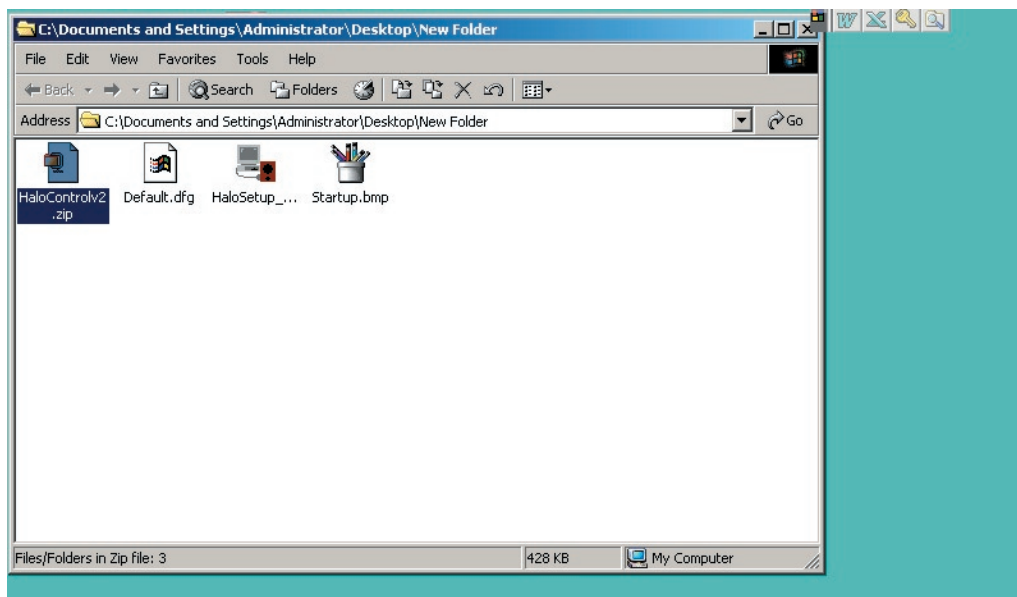 C:\Documents and Settings\Administrator\Desktop\New Folder
File Edit View Favorites Tools Help
Back Search Folders
Address C:\Documents and Settings\Administrator\Desktop\New Folder Go
HaloControlv2 Default.dfg HaloSetup_... Startup.bmp
.zip
Files/Folders in Zip file: 3 428 KB My Computer